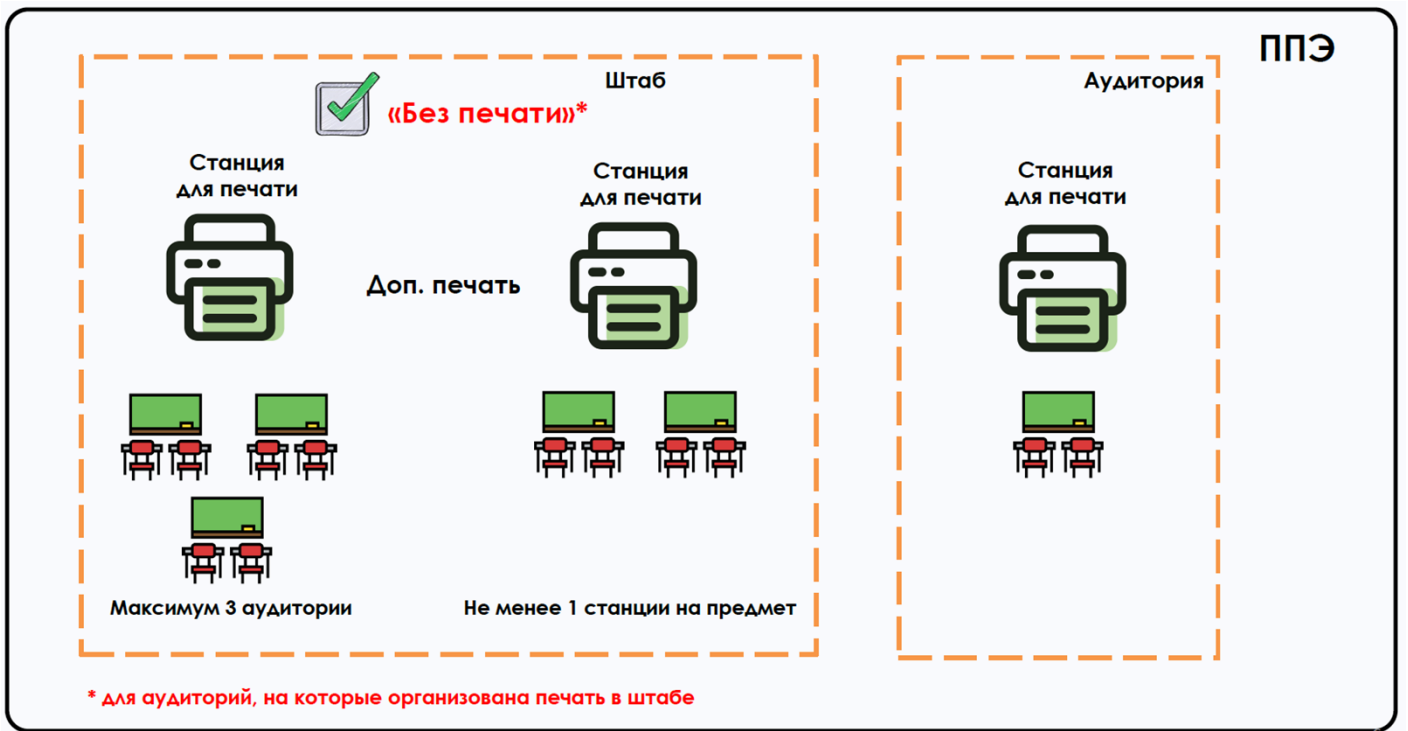 ППЭ
Штаб
«Без печати»*
Станция
для печати
Станция
для печати
Доп. печать
Максимум 3 аудитории
Не менее 1 станции на предмет
Аудитория
Станция
для печати
* для аудиторий, на которые организована печать в штабе